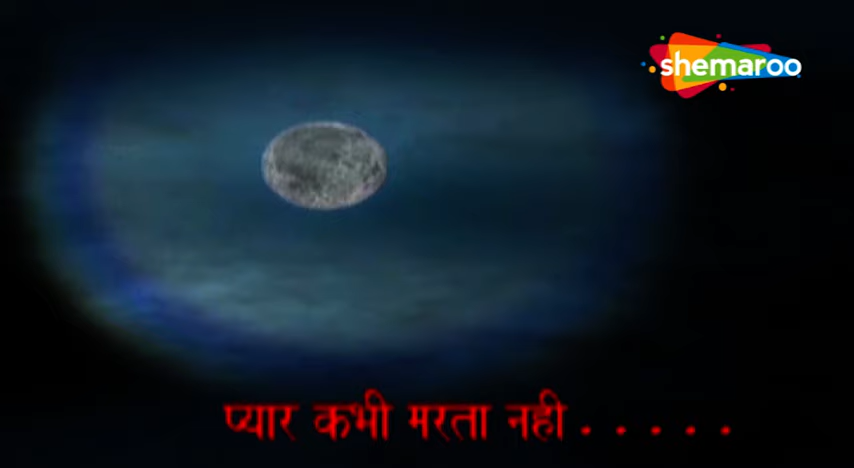 shemaroo
प्यार कभी मरता नही . . . . .